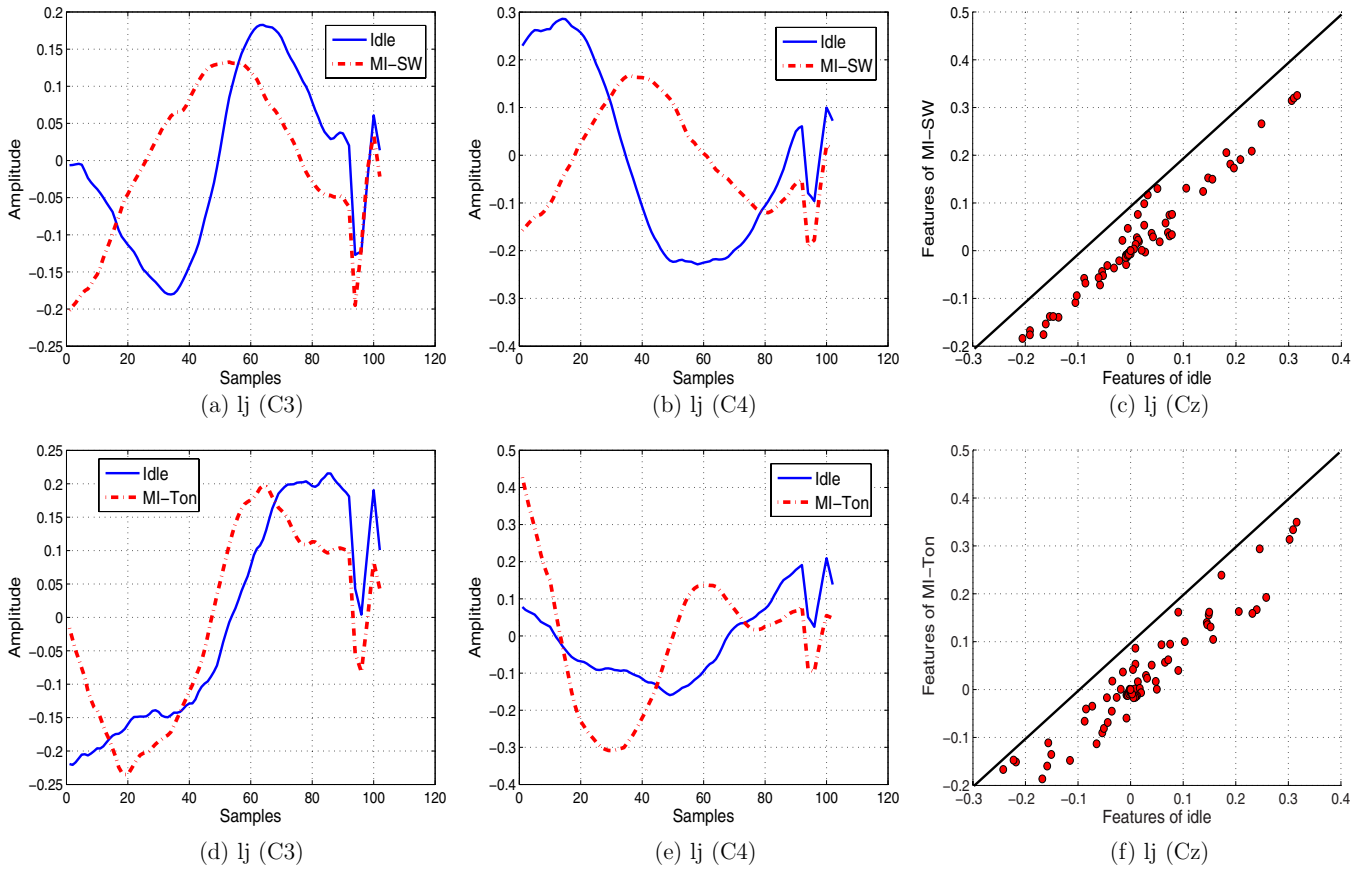 0.2
0.15
0.1
0.05
0
−0.05
−0.1
−0.15
−0.2
−0.25
0 20 40 60 80 100 120
Amplitude
Samples
Idle
MI−SW
(a) lj (C3)
0.3
0.2
0.1
0
−0.1
−0.2
−0.3
−0.4
0 20 40 60 80 100 120
Amplitude
Samples
Idle
MI−SW
(b) lj (C4)
0.5
0.4
0.3
0.2
0.1
0
−0.1
−0.2
−0.3 −0.2 −0.1 0 0.1 0.2 0.3 0.4
Features of MI−SW
Features of idle
(c) lj (Cz)
0.25
0.2
0.15
0.1
0.05
0
−0.05
−0.1
−0.15
−0.2
−0.25
0 20 40 60 80 100 120
Amplitude
Samples
Idle
MI−Ton
(d) lj (C3)
0.5
0.4
0.3
0.2
0.1
0
−0.1
−0.2
−0.3
−0.4
0 20 40 60 80 100 120
Amplitude
Samples
Idle
MI−Ton
(e) lj (C4)
0.5
0.4
0.3
0.2
0.1
0
−0.1
−0.2
−0.3 −0.2 −0.1 0 0.1 0.2 0.3 0.4
Features of MI−Ton
Features of idle
(f) lj (Cz)